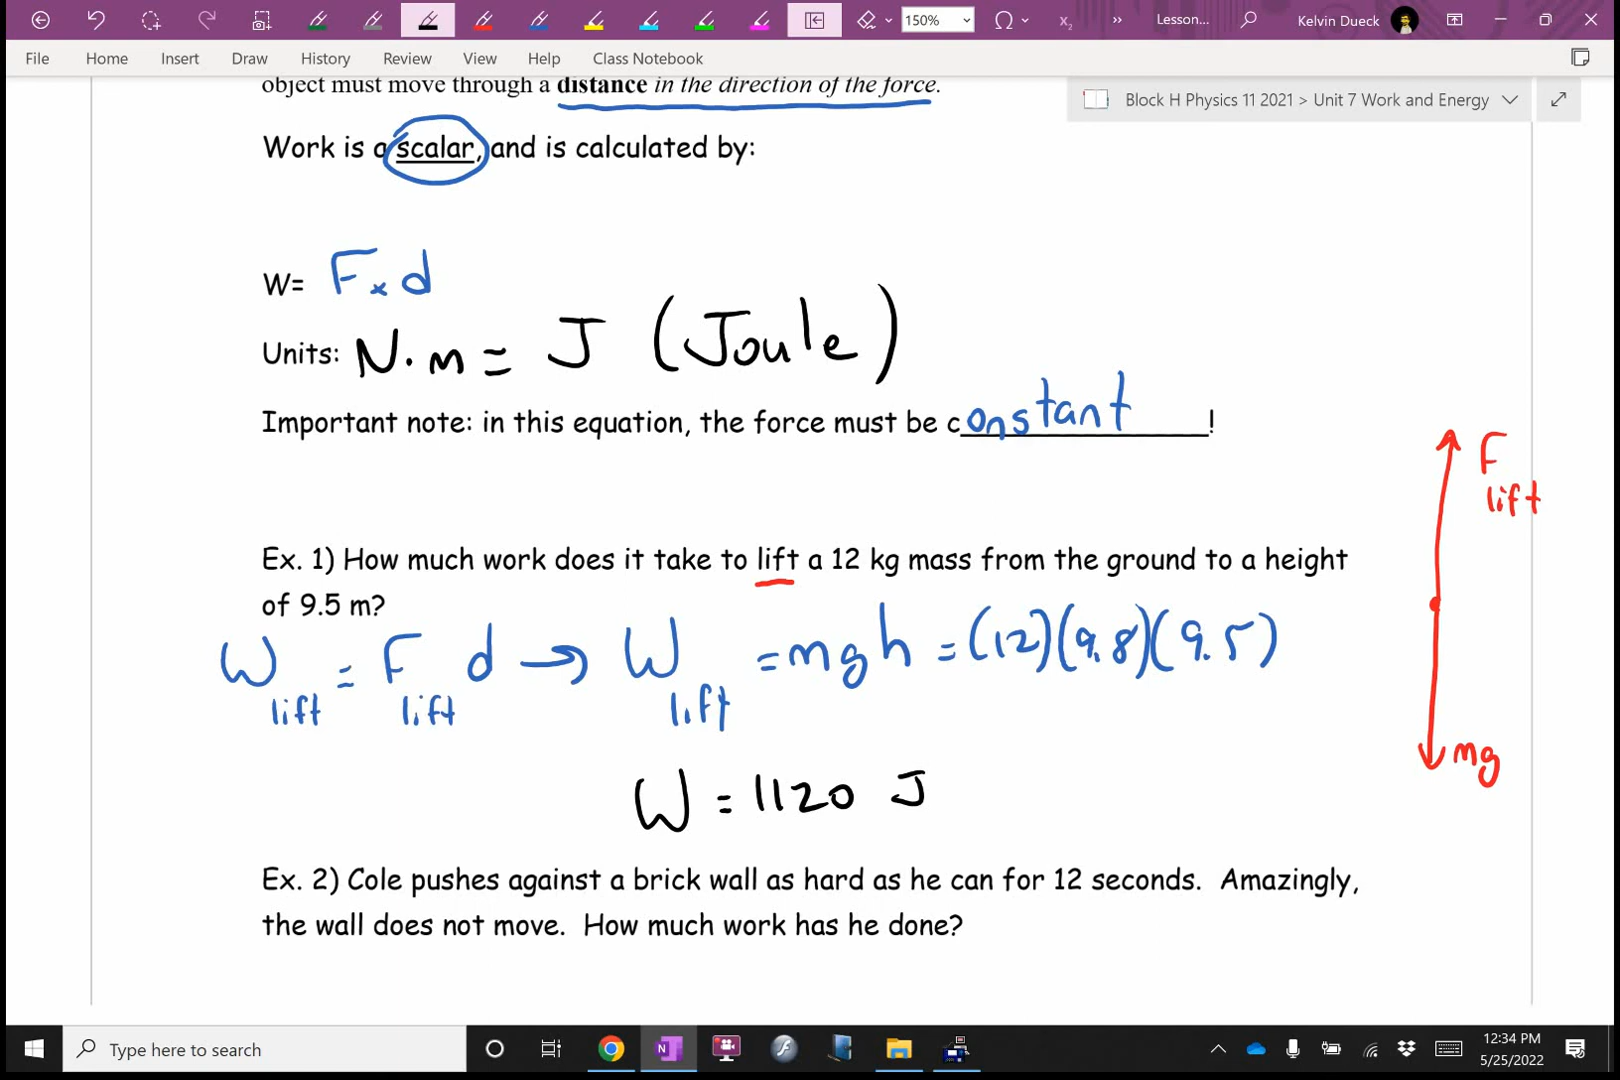 150%
Ω
x₂
»
Lesson...
Kelvin Dueck
File Home Insert Draw History Review View Help Class Notebook
object must move through a distance in the direction of the force.
Block H Physics 11 2021 > Unit 7 Work and Energy
Work is a scalar, and is calculated by:
W= Fₓ d
Units: N·m = J (Joule)
Important note: in this equation, the force must be constant!
F lift
Ex. 1) How much work does it take to lift a 12 kg mass from the ground to a height
of 9.5 m?
W lift = F lift d → W lift = mgh = (12)(9.8)(9.5)
mg
W = 1120 J
Ex. 2) Cole pushes against a brick wall as hard as he can for 12 seconds. Amazingly,
the wall does not move. How much work has he done?
Type here to search
12:34 PM
5/25/2022